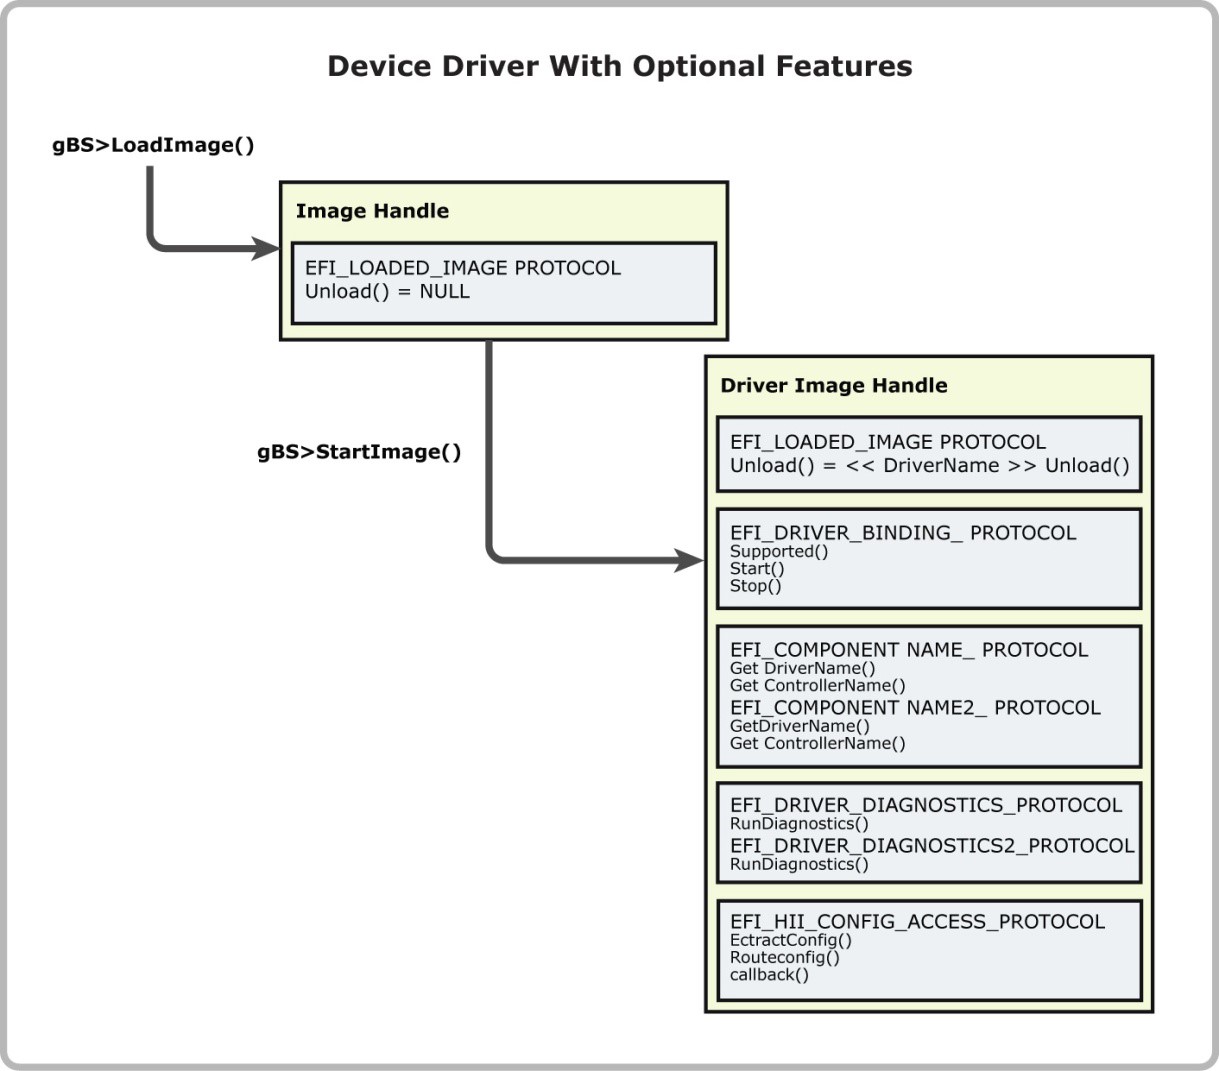 Device Driver With Optional Features
gBS>LoadImage()
Image Handle
EFI_LOADED_IMAGE PROTOCOL
Unload() = NULL
gBS>StartImage()
Driver Image Handle
EFI_LOADED_IMAGE PROTOCOL
Unload() = << DriverName >> Unload()
EFI_DRIVER_BINDING_ PROTOCOL
Supported()
Start()
Stop()
EFI_COMPONENT NAME_ PROTOCOL
Get DriverName()
Get ControllerName()
EFI_COMPONENT NAME2_ PROTOCOL
GetDriverName()
Get ControllerName()
EFI_DRIVER_DIAGNOSTICS_PROTOCOL
RunDiagnostics()
EFI_DRIVER_DIAGNOSTICS2_PROTOCOL
RunDiagnostics()
EFI_HII_CONFIG_ACCESS_PROTOCOL
EctractConfig()
Routeconfig()
callback()